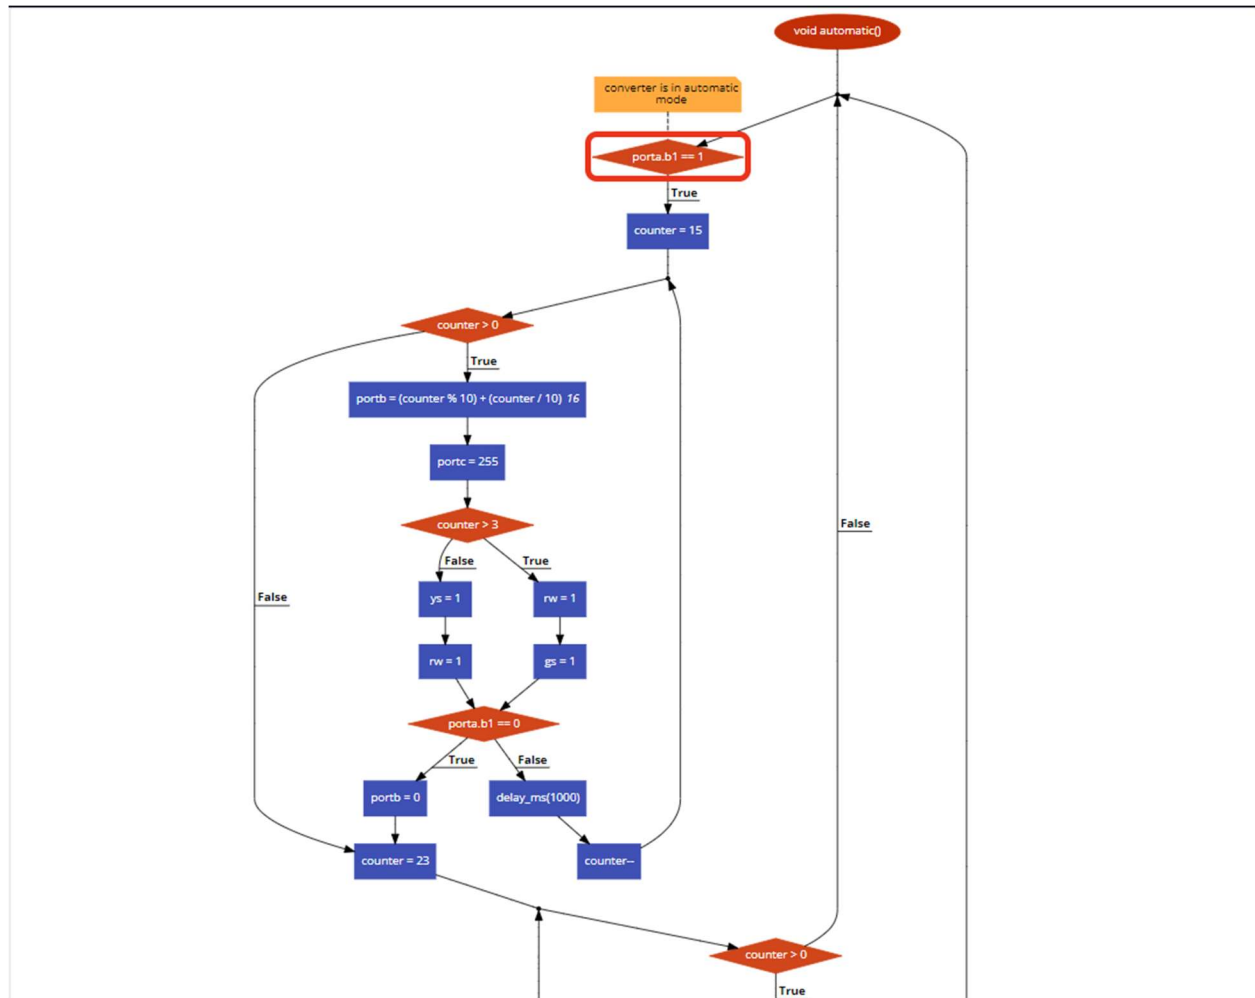 void automatic()
converter is in automatic
mode
porta.b1 == 1
True
counter = 15
counter > 0
True
portb = (counter % 10) + (counter / 10) 16
portc = 255
counter > 3
False
True
False
ys = 1
rw = 1
False
rw = 1
gs = 1
porta.b1 == 0
True
False
portb = 0
delay_ms(1000)
counter = 23
counter--
counter > 0
True